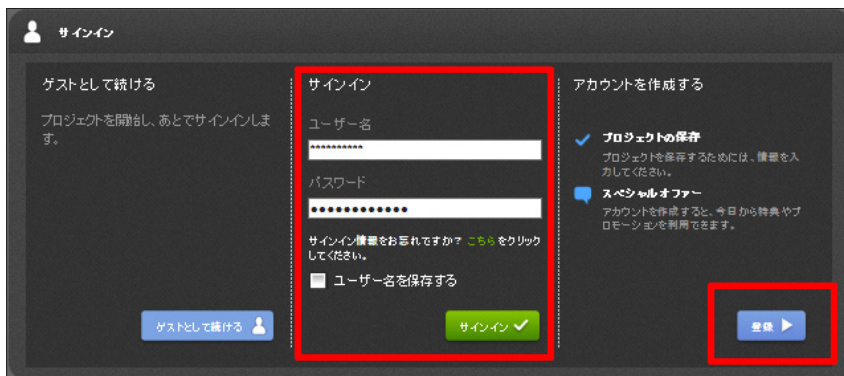 サインイン
ゲストとして続ける
プロジェクトを開始し、あとでサインインしま
す。
ゲストとして続ける
サインイン
ユーザー名
**********
パスワード
●●●●●●●●●●●●
サインイン情報をお忘れですか? こちらをクリック
してください。
ユーザー名を保存する
サインイン
アカウントを作成する
プロジェクトの保存
プロジェクトを保存するためには、情報を入
力してください。
スペシャルオファー
アカウントを作成すると、今日から特典やプ
ロモーションを利用できます。
登録